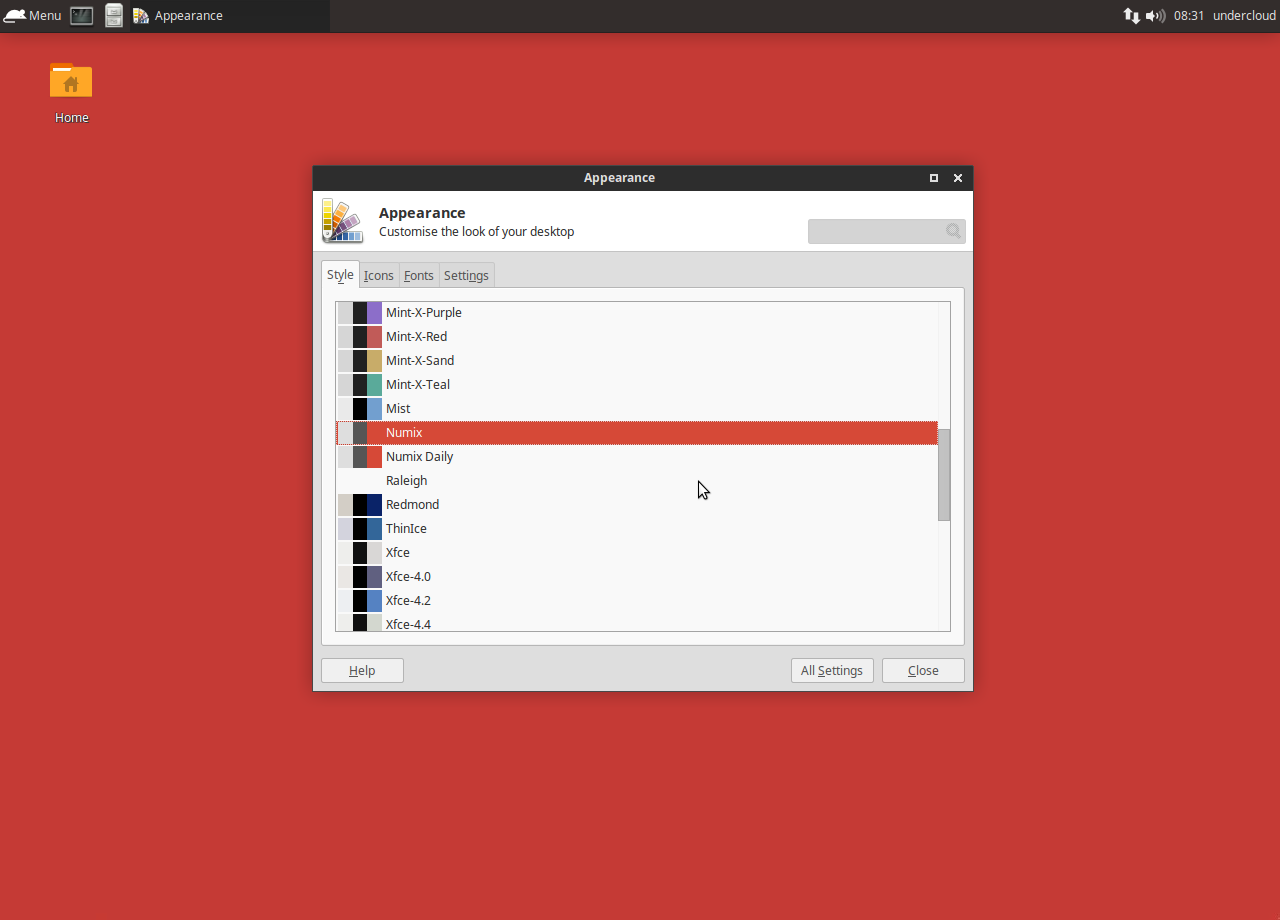 Menu
Appearance
08:31 undercloud
Home
Appearance
Appearance
Customise the look of your desktop
Style Icons Fonts Settings
Mint-X-Purple
Mint-X-Red
Mint-X-Sand
Mint-X-Teal
Mist
Numix
Numix Daily
Raleigh
Redmond
ThinIce
Xfce
Xfce-4.0
Xfce-4.2
Xfce-4.4
Help
All Settings
Close